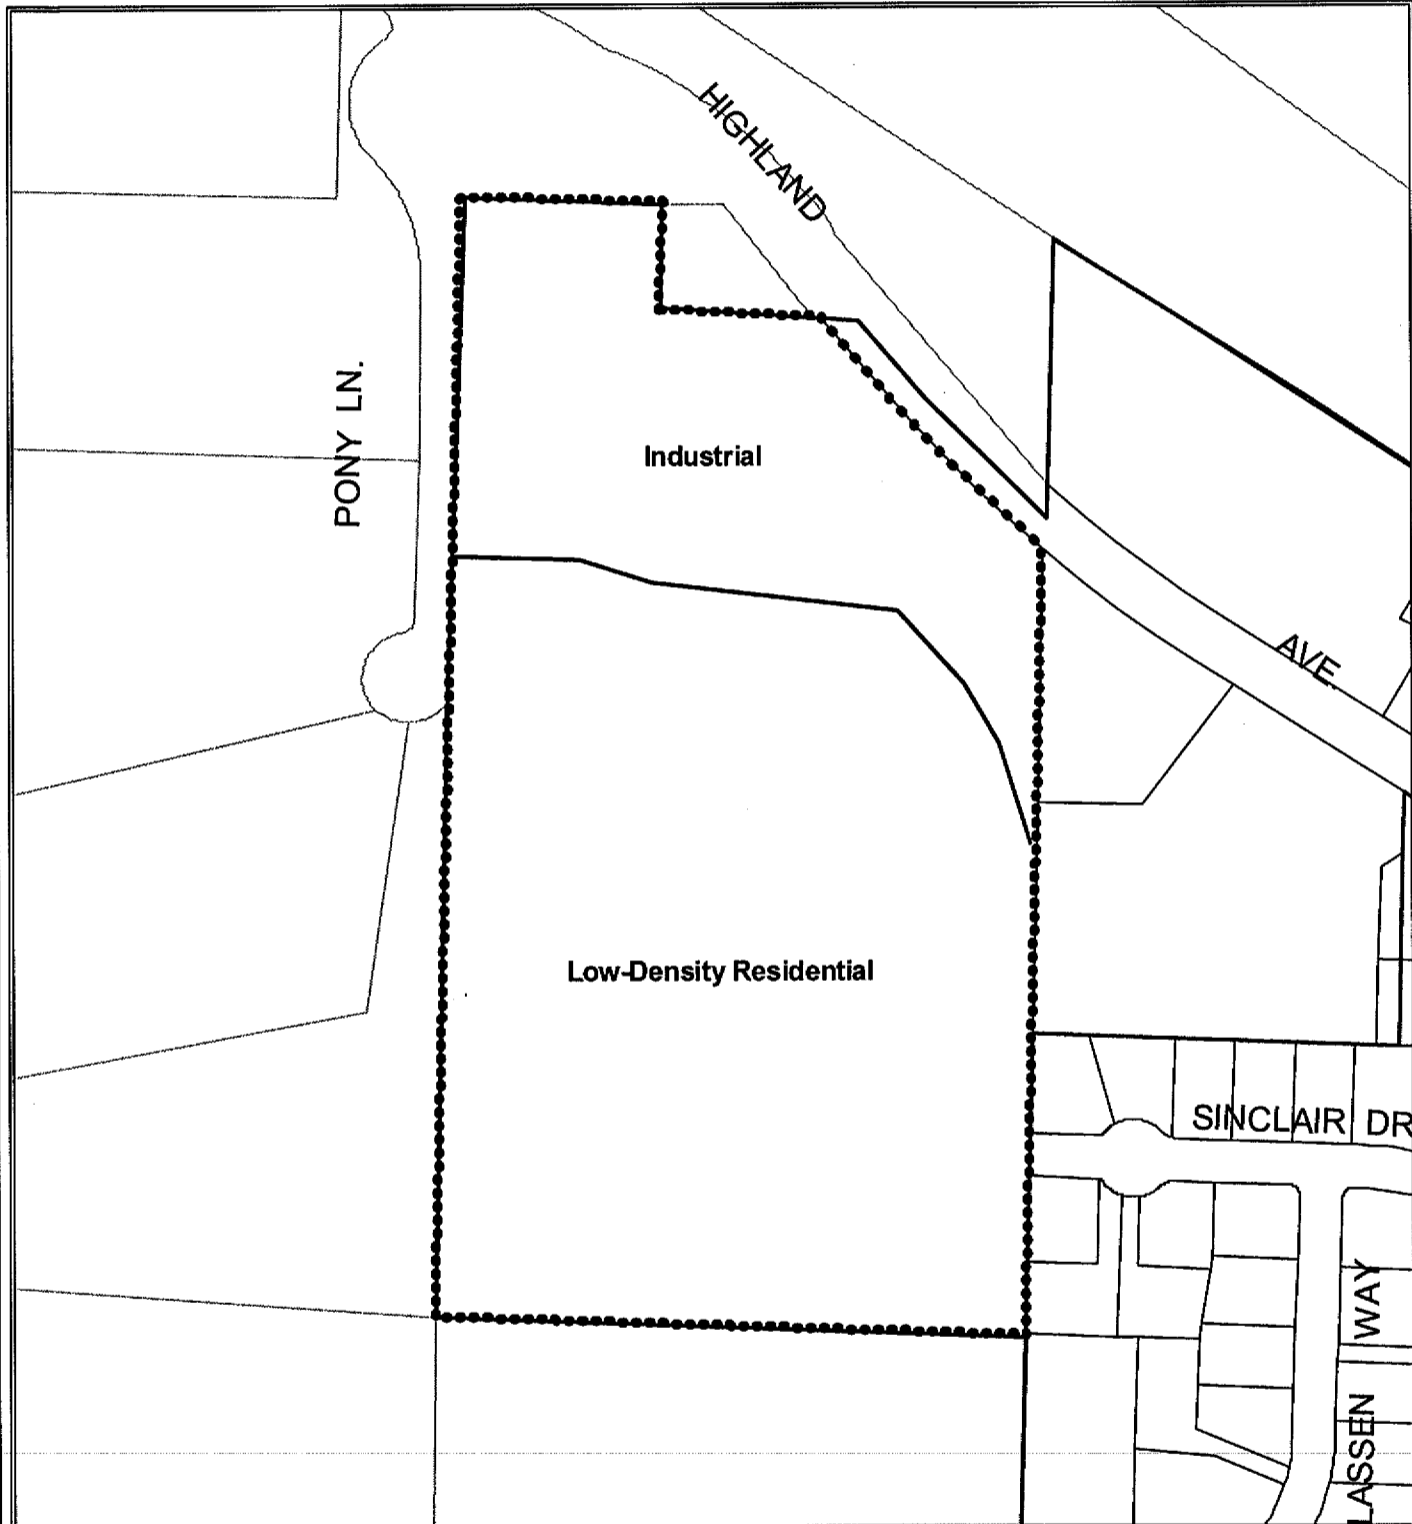 HIGHLAND
PONY LN.
Industrial
AVE.
Low-Density Residential
SINCLAIR DR
WAY
LASSEN